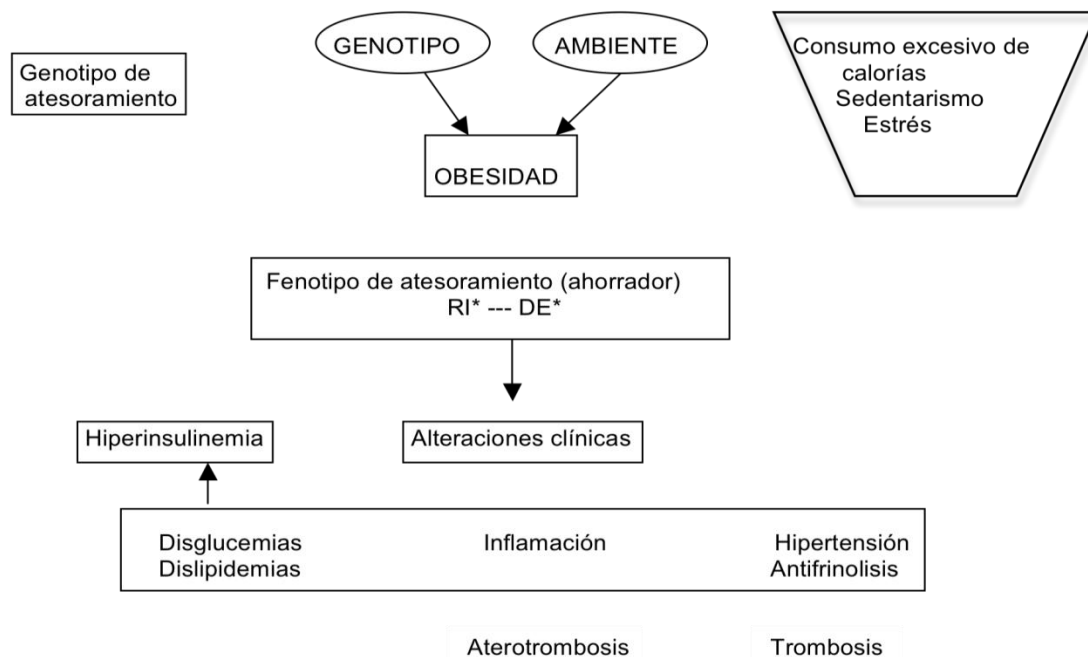 GENOTIPO
AMBIENTE
Genotipo de
atesoramiento
Consumo excesivo de
calorías
Sedentarismo
Estrés
OBESIDAD
Fenotipo de atesoramiento (ahorrador)
RI* --- DE*
Hiperinsulinemia
Alteraciones clínicas
Disglucemias
Inflamación
Hipertensión
Dislipidemias
Antifrinolisis
Aterotrombosis
Trombosis